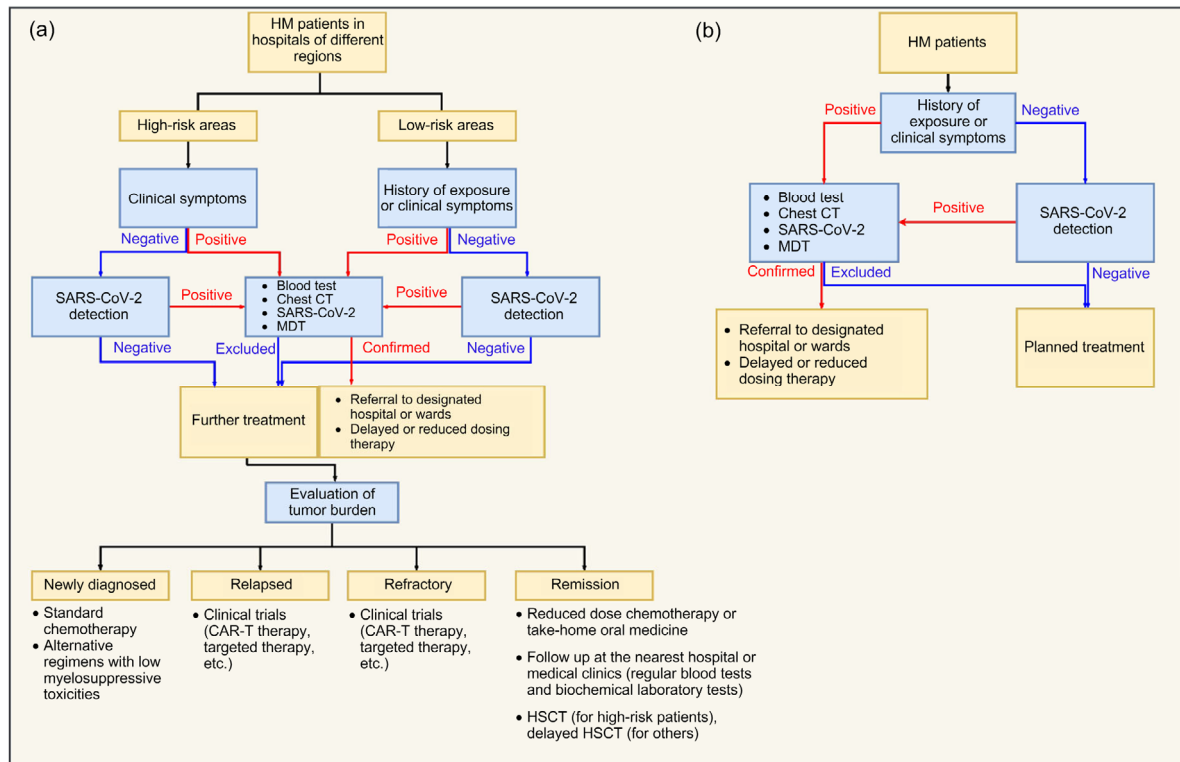 (a)
HM patients in
hospitals of different
regions
High-risk areas
Low-risk areas
Clinical symptoms
History of exposure
or clinical symptoms
Negative
Positive
Positive
Negative
SARS-CoV-2
detection
Positive
• Blood test
• Chest CT
• SARS-CoV-2
• MDT
Positive
SARS-CoV-2
detection
Negative
Excluded
Confirmed
Negative
Further treatment
• Referral to designated
hospital or wards
• Delayed or reduced dosing
therapy
Evaluation of
tumor burden
Newly diagnosed
• Standard
chemotherapy
• Alternative
regimens with low
myelosuppressive
toxicities
Relapsed
• Clinical trials
(CAR-T therapy,
targeted therapy,
etc.)
Refractory
• Clinical trials
(CAR-T therapy,
targeted therapy,
etc.)
Remission
• Reduced dose chemotherapy or
take-home oral medicine
• Follow up at the nearest hospital or
medical clinics (regular blood tests
and biochemical laboratory tests)
• HSCT (for high-risk patients),
delayed HSCT (for others)
(b)
HM patients
History of
exposure or
clinical symptoms
Positive
Negative
• Blood test
• Chest CT
• SARS-CoV-2
• MDT
Positive
SARS-CoV-2
detection
Confirmed
Excluded
Negative
• Referral to designated
hospital or wards
• Delayed or reduced
dosing therapy
Planned treatment